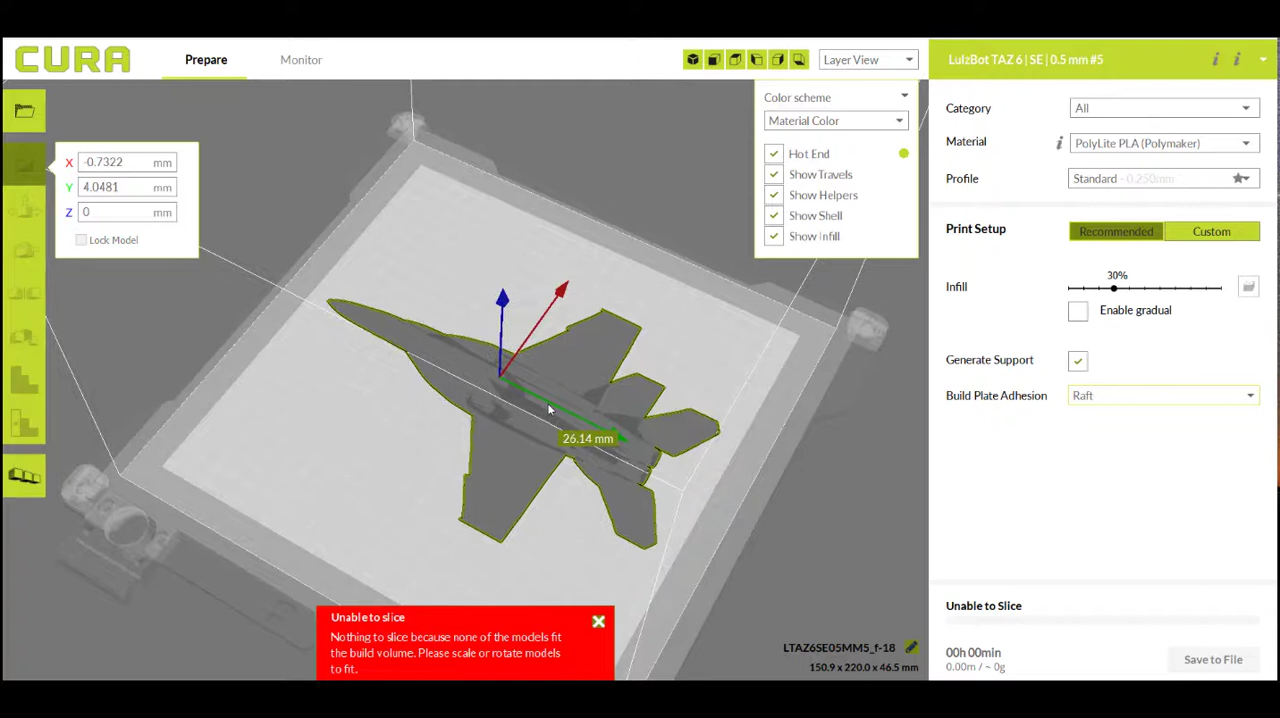 CURA
Prepare
Monitor
Layer View
LulzBot TAZ 6 | SE | 0.5 mm #5
Color scheme
Material Color
Hot End
Show Travels
Show Helpers
Show Shell
Show Infill
X -0.7322 mm
Y 4.0481 mm
Z 0 mm
Lock Model
26.14 mm
Category All
Material i PolyLite PLA (Polymaker)
Profile Standard - 0.250mm
Print Setup Recommended Custom
30%
Infill
Enable gradual
Generate Support
Build Plate Adhesion Raft
Unable to slice
Nothing to slice because none of the models fit
the build volume. Please scale or rotate models
to fit.
LTAZ6SE05MM5_f-18
150.9 x 220.0 x 46.5 mm
Unable to Slice
00h 00min
0.00m / ~ 0g
Save to File